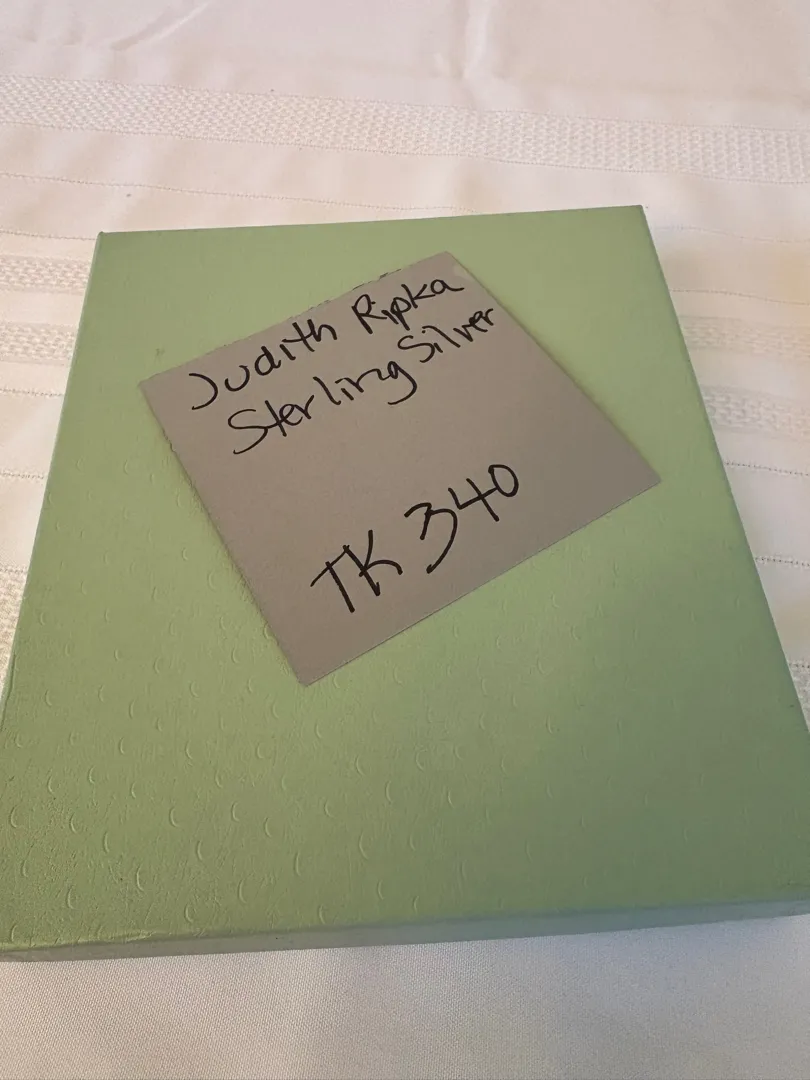 Judith Ripka
Sterling Silver
TK 340